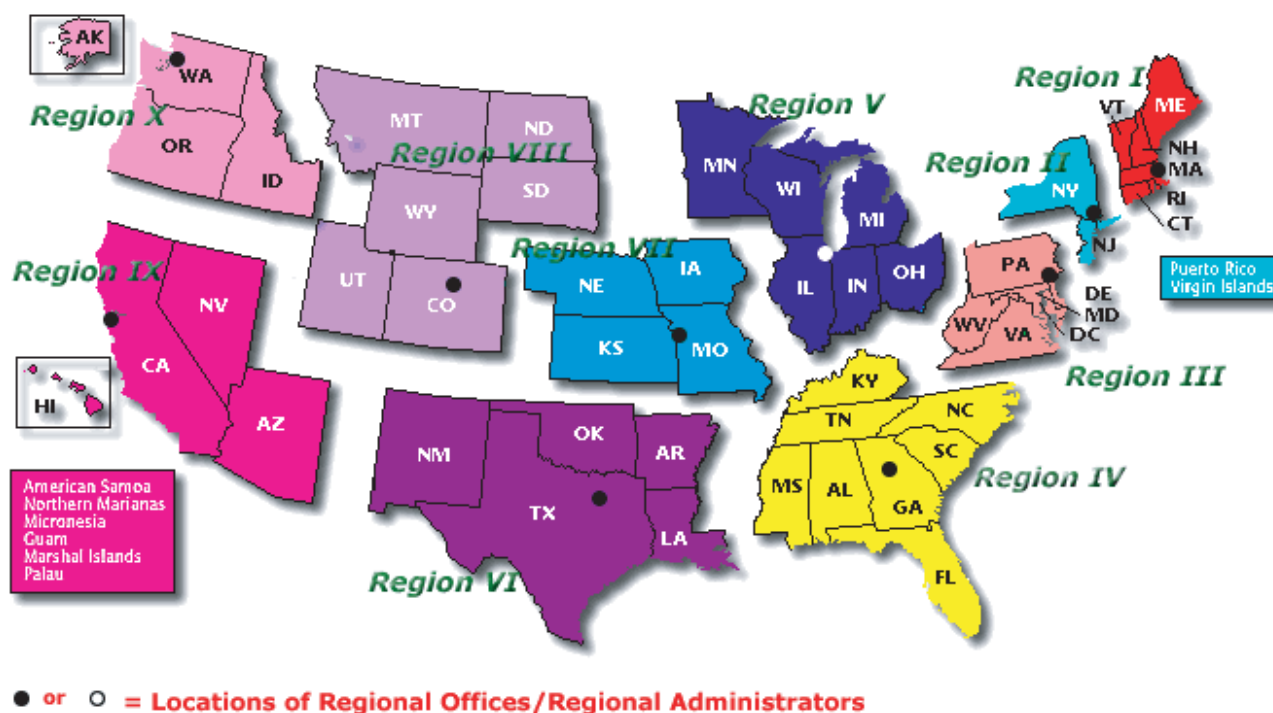 AK
WA
Region X
OR
ID
MT
ND
Region VIII
SD
WY
UT
CO
Region V
MN
WI
MI
IL
IN
OH
Region I
ME
VT
NH
MA
RI
CT
Region II
NY
NJ
Puerto Rico
Virgin Islands
PA
DE
MD
DC
WV
VA
Region III
Region IX
NV
CA
AZ
HI
American Samoa
Northern Marianas
Micronesia
Guam
Marshal Islands
Palau
Region VII
NE
IA
KS
MO
NM
OK
AR
TX
LA
Region VI
KY
TN
NC
SC
MS
AL
GA
FL
Region IV
or = Locations of Regional Offices/Regional Administrators